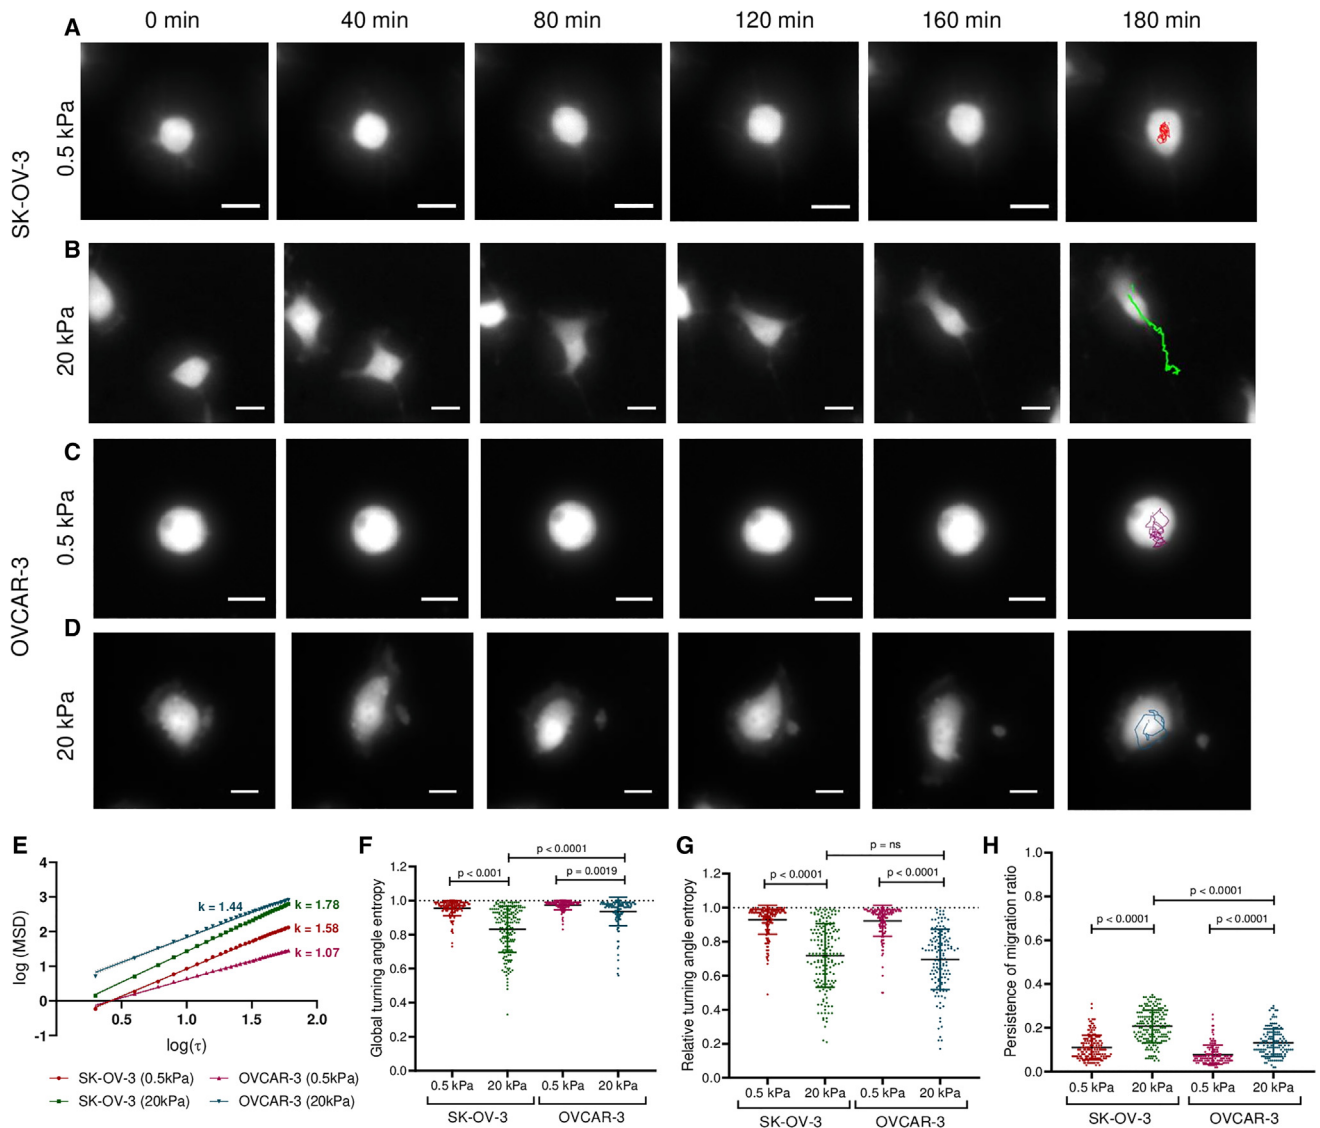 A
0 min
40 min
80 min
120 min
160 min
180 min
SK-OV-3
0.5 kPa
B
20 kPa
C
OVCAR-3
0.5 kPa
D
20 kPa
E
log (MSD)
4
3
2
1
0
-1
0.5
1.0
1.5
2.0
log(τ)
k = 1.44
k = 1.78
k = 1.58
k = 1.07
SK-OV-3 (0.5kPa)
OVCAR-3 (0.5kPa)
SK-OV-3 (20kPa)
OVCAR-3 (20kPa)
F
Global turning angle entropy
1.2
1.0
0.8
0.6
0.4
0.2
0.0
p < 0.0001
p < 0.001
p = 0.0019
0.5 kPa
20 kPa
0.5 kPa
20 kPa
SK-OV-3
OVCAR-3
G
Relative turning angle entropy
1.2
1.0
0.8
0.6
0.4
0.2
0.0
p = ns
p < 0.0001
p < 0.0001
0.5 kPa
20 kPa
0.5 kPa
20 kPa
SK-OV-3
OVCAR-3
H
Persistence of migration ratio
1.0
0.8
0.6
0.4
0.2
0.0
p < 0.0001
p < 0.0001
p < 0.0001
0.5 kPa
20 kPa
0.5 kPa
20 kPa
SK-OV-3
OVCAR-3